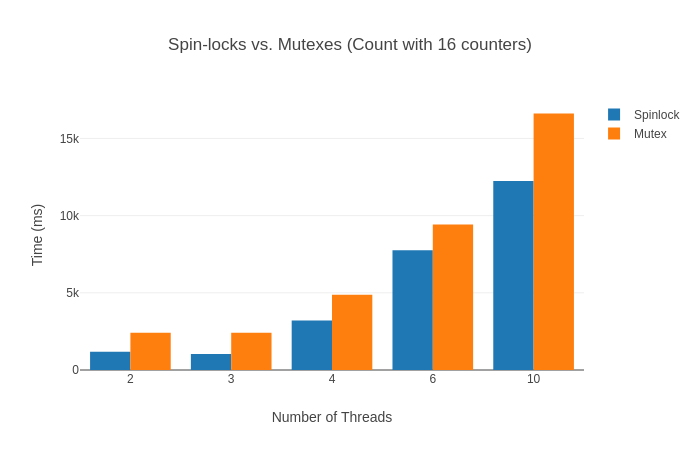 Spin-locks vs. Mutexes (Count with 16 counters)
Spinlock
Mutex
15k
10k
5k
0
Time (ms)
2 3 4 6 10
Number of Threads